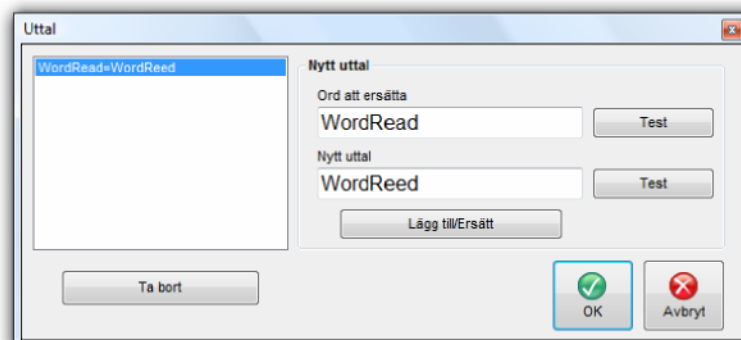 Uttal
WordRead=WordReed
Nytt uttal
Ord att ersätta
WordRead
Test
Nytt uttal
WordReed
Test
Lägg till/Ersätt
Ta bort
OK
Avbryt